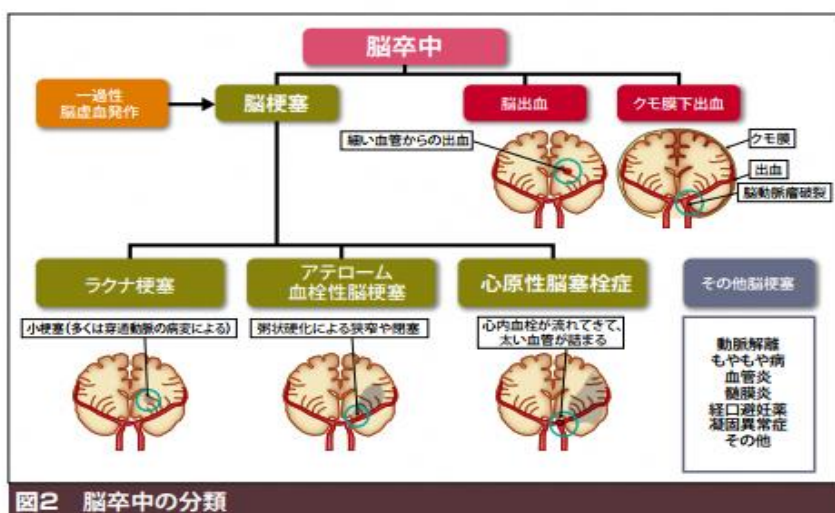 脳卒中
一過性
脳虚血発作
脳梗塞
脳出血
クモ膜下出血
細い血管からの出血
クモ膜
出血
脳動脈瘤破裂
ラクナ梗塞
アテローム
血栓性脳梗塞
心原性脳塞栓症
その他脳梗塞
小梗塞(多くは穿通動脈の病変による)
粥状硬化による狭窄や閉塞
心内血栓が流れてきて、
太い血管が詰まる
動脈解離
もやもや病
血管炎
髄膜炎
経口避妊薬
凝固異常症
その他
図2 脳卒中の分類